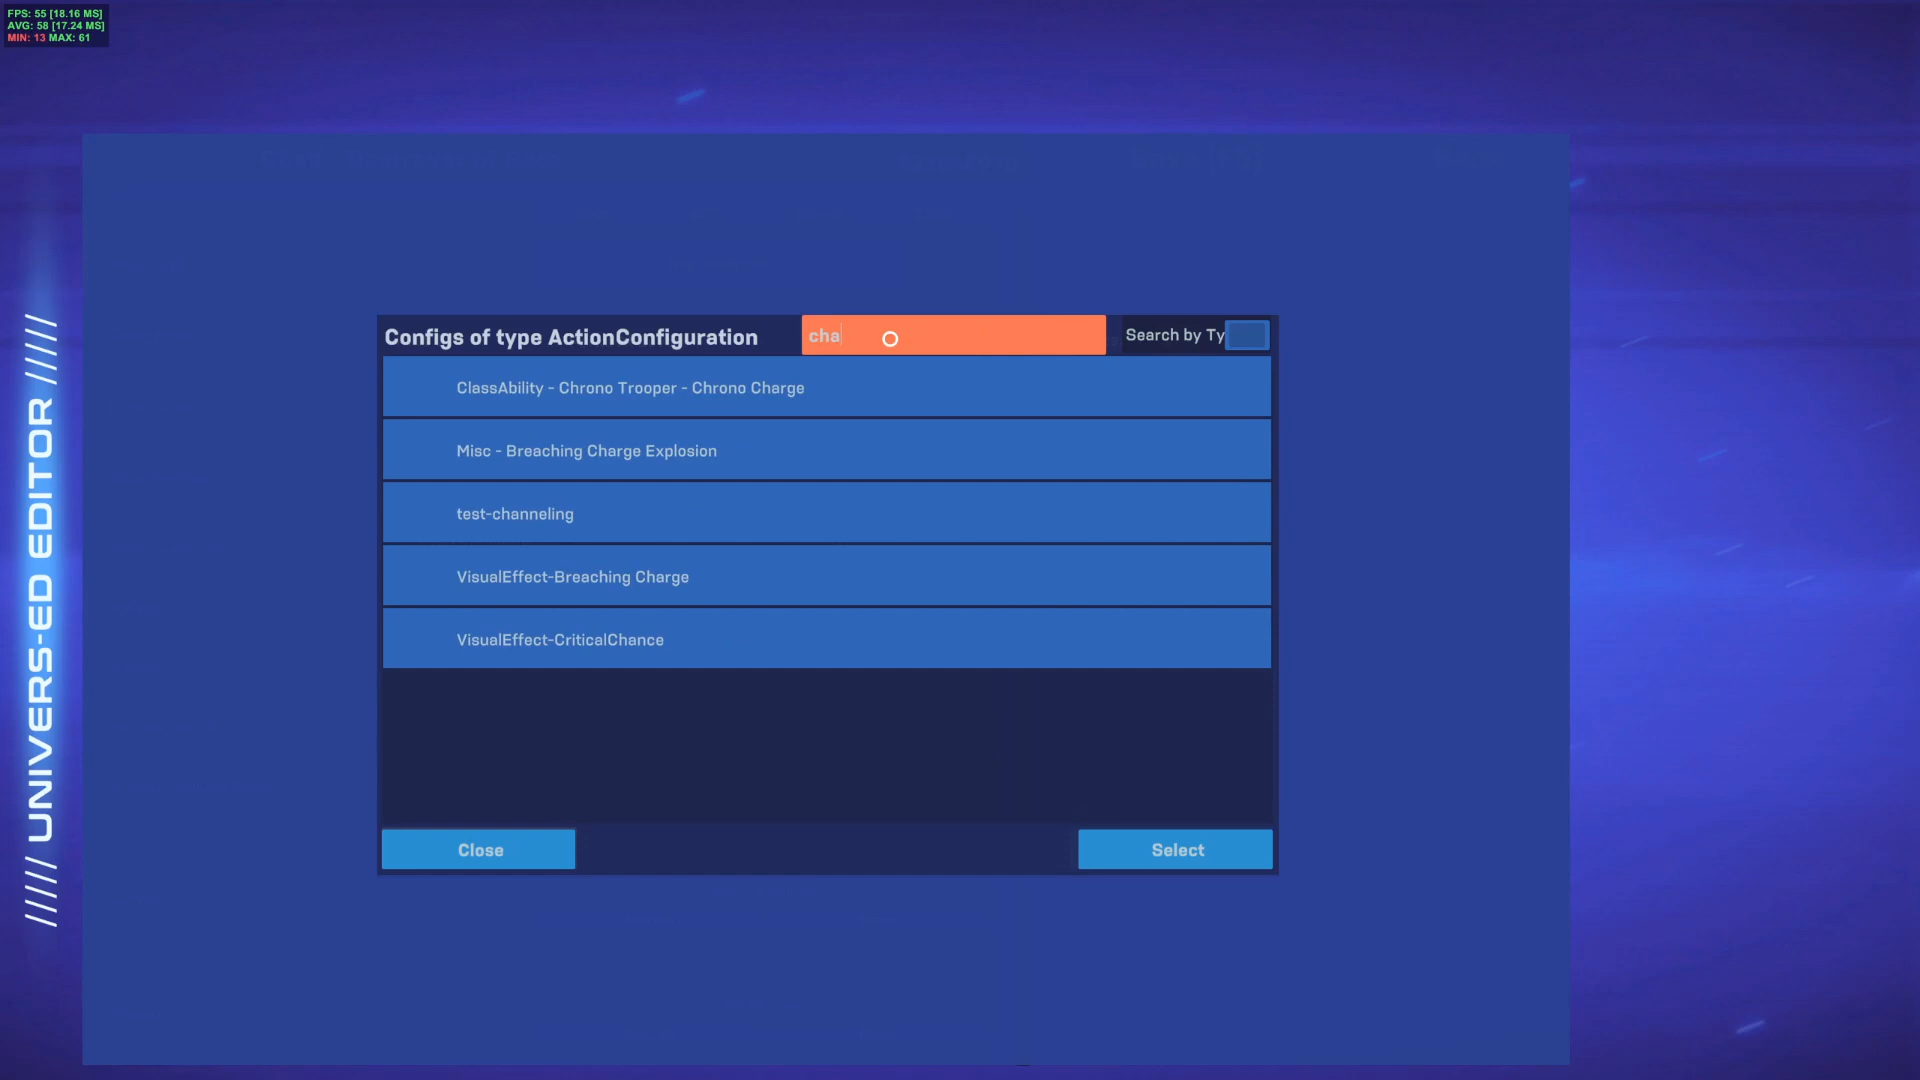 FPS: 55 [18.16 MS]
AVG: 58 [17.24 MS]
MIN: 13 MAX: 61
///// UNIVERS-ED EDITOR /////
Configs of type ActionConfiguration
cha
Search by Ty
ClassAbility - Chrono Trooper - Chrono Charge
Misc - Breaching Charge Explosion
test-channeling
VisualEffect-Breaching Charge
VisualEffect-CriticalChance
Close
Select